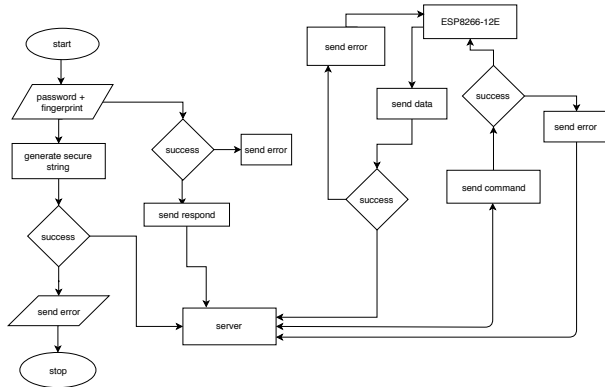 start
password +
fingerprint
generate secure
string
success
send error
stop
success
send error
send respond
server
send error
ESP8266-12E
send data
success
success
send error
send command